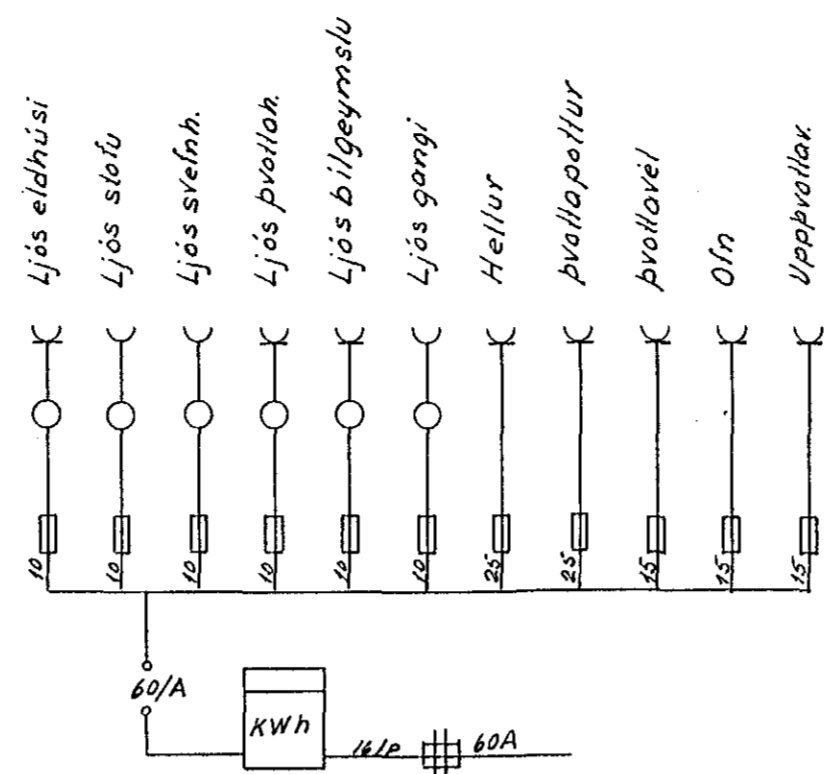 Ljós eldhúsi
Ljós stofu
Ljós svefnh.
Ljós þvottah.
Ljós bílgeymslu
Ljós gangi
Hellur
þvottapottur
þvottavél
Ofn
Uppþvottav.
10
10
10
10
10
10
25
25
15
15
15
60/A
KWh
16/P
60A